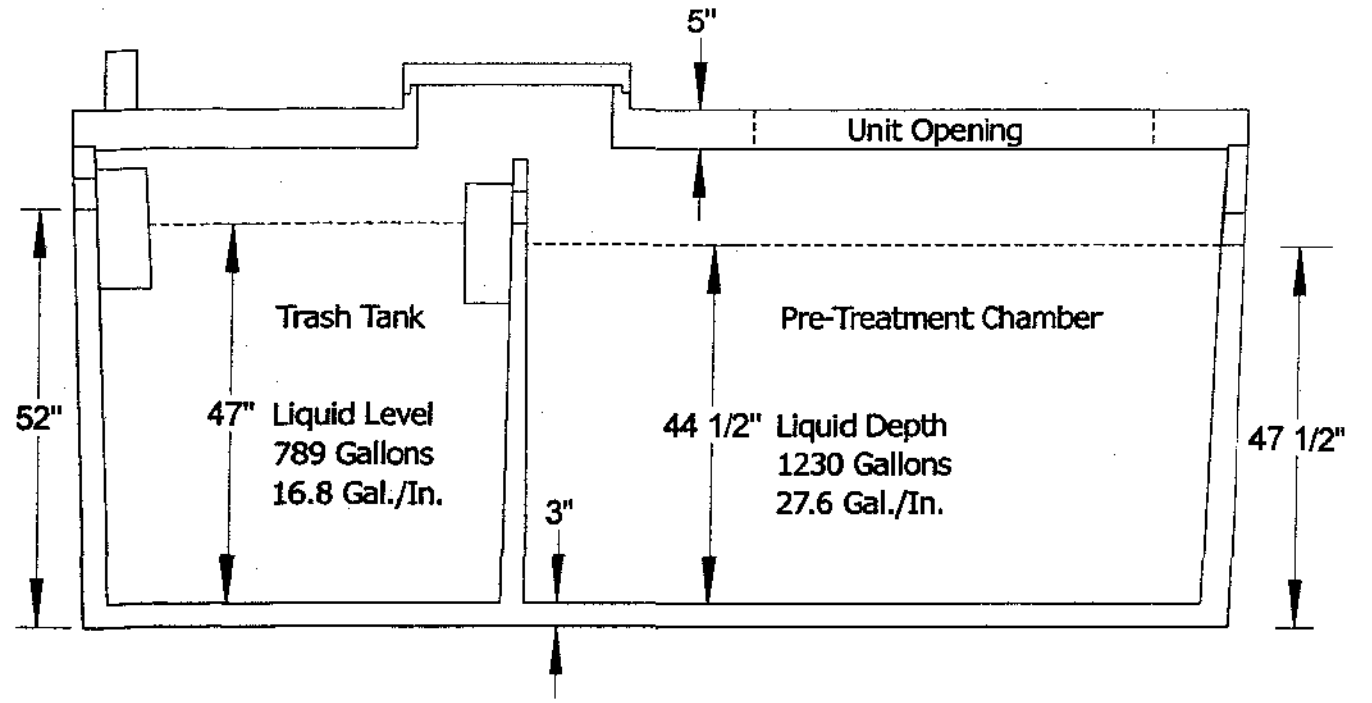 5"
Unit Opening
Trash Tank
Pre-Treatment Chamber
52"
47" Liquid Level
789 Gallons
16.8 Gal./In.
44 1/2" Liquid Depth
1230 Gallons
27.6 Gal./In.
47 1/2"
3"